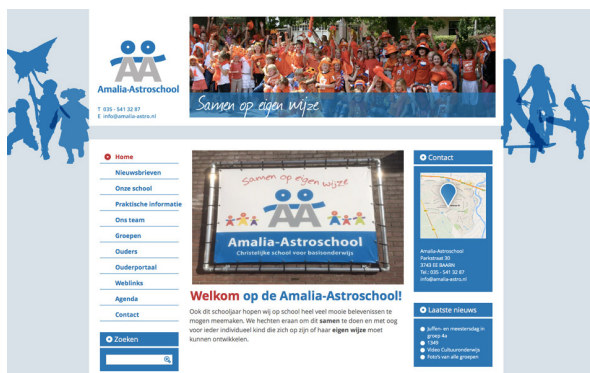 Amalia-Astroschool
T 035 - 541 32 87
E info@amalia-astro.nl
Samen op eigen wijze
Home
Nieuwsbrieven
Onze school
Praktische informatie
Ons team
Groepen
Ouders
Ouderportaal
Weblinks
Agenda
Contact
Zoeken
samen op eigen wijze
Amalia-Astroschool
Christelijke school voor basisonderwijs
Welkom op de Amalia-Astroschool!
Ook dit schooljaar hopen wij op school heel veel mooie belevenissen te
mogen meemaken. We hechten eraan om dit samen te doen en met oog
voor ieder individueel kind die zich op zijn of haar eigen wijze moet
kunnen ontwikkelen.
Contact
Amalia-Astroschool
Parkstraat 30
3743 EE BAARN
Tel.: 035 - 541 32 87
info@amalia-astro.nl
Laatste nieuws
Juffen- en meestersdag in
groep 4a
1349
Video Cultuuronderwijs
Foto's van alle groepen